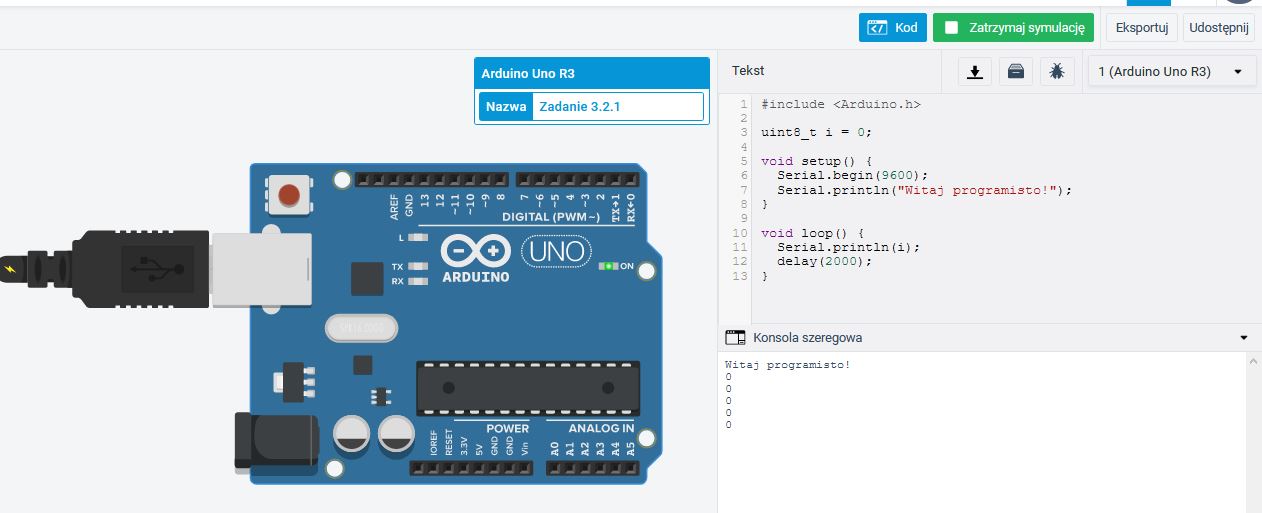 Kod
Zatrzymaj symulację
Eksportuj
Udostępnij
Arduino Uno R3
Nazwa
Zadanie 3.2.1
Tekst
1 (Arduino Uno R3)
1 #include <Arduino.h>
2
3 uint8_t i = 0;
4
5 void setup() {
6 Serial.begin(9600);
7 Serial.println("Witaj programisto!");
8 }
9
10 void loop() {
11 Serial.println(i);
12 delay(2000);
13 }
Konsola szeregowa
Witaj programisto!
0
0
0
0
0
AREF
GND
13
12
~11
~10
~9
8
7
~6
~5
4
~3
2
TX→1
RX←0
DIGITAL (PWM~)
L
TX
RX
ARDUINO
UNO
ON
POWER
ANALOG IN
IOREF
RESET
3.3V
5V
GND
GND
Vin
A0
A1
A2
A3
A4
A5